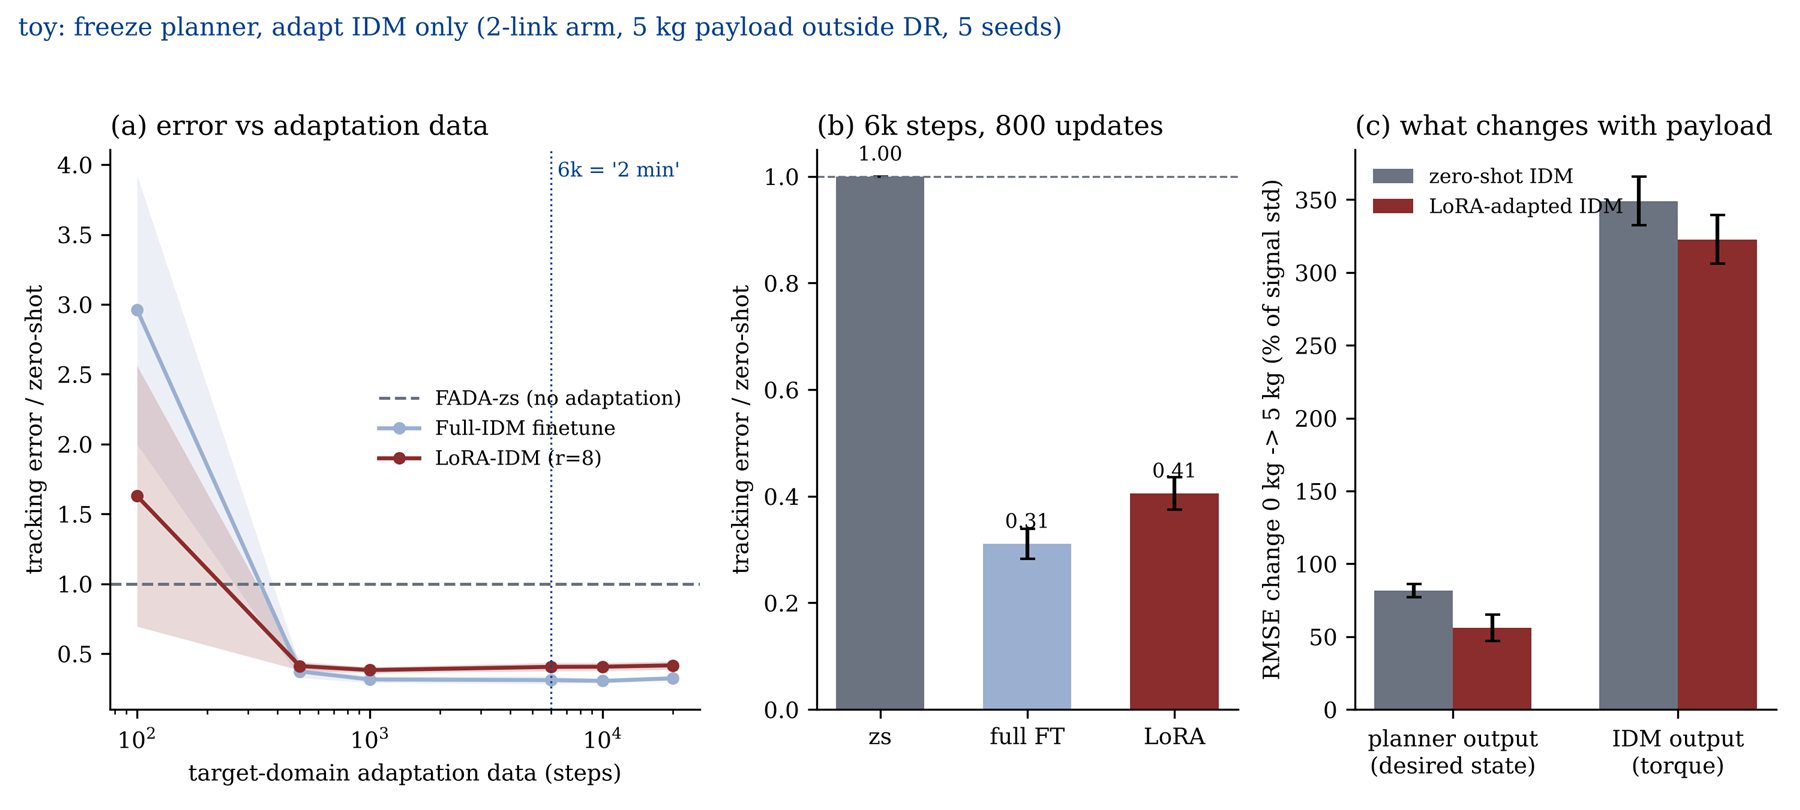 toy: freeze planner, adapt IDM only (2-link arm, 5 kg payload outside DR, 5 seeds)
(a) error vs adaptation data
tracking error / zero-shot
4.0
3.5
3.0
2.5
2.0
1.5
1.0
0.5
6k = '2 min'
FADA-zs (no adaptation)
Full-IDM finetune
LoRA-IDM (r=8)
10²
10³
10⁴
target-domain adaptation data (steps)
(b) 6k steps, 800 updates
tracking error / zero-shot
1.0
0.8
0.6
0.4
0.2
0.0
1.00
0.31
0.41
zs
full FT
LoRA
(c) what changes with payload
RMSE change 0 kg -> 5 kg (% of signal std)
350
300
250
200
150
100
50
0
zero-shot IDM
LoRA-adapted IDM
planner output
(desired state)
IDM output
(torque)